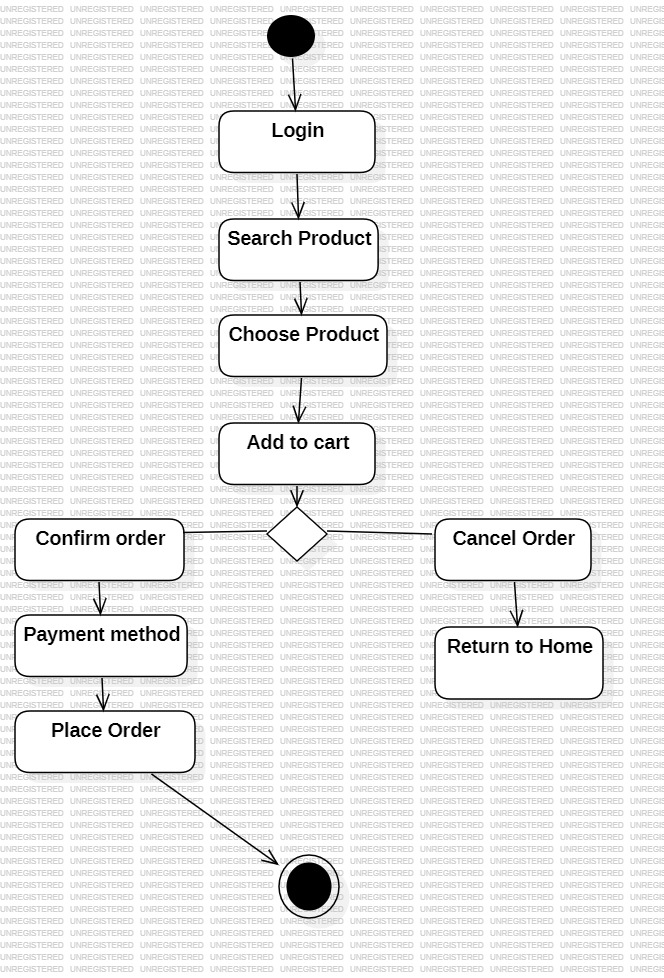 Login
Search Product
Choose Product
Add to cart
Confirm order
Cancel Order
Payment method
Return to Home
Place Order
UNREGISTERED